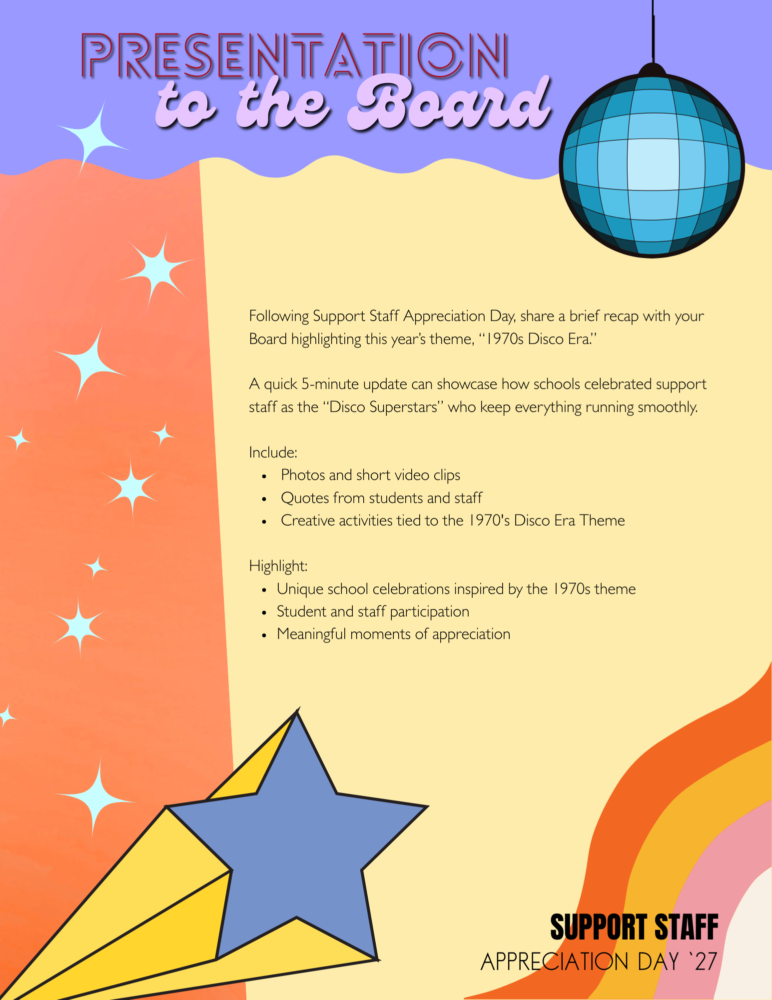 PRESENTATION
to the Board
Following Support Staff Appreciation Day, share a brief recap with your
Board highlighting this year’s theme, “1970s Disco Era.”
A quick 5-minute update can showcase how schools celebrated support
staff as the “Disco Superstars” who keep everything running smoothly.
Include:
• Photos and short video clips
• Quotes from students and staff
• Creative activities tied to the 1970's Disco Era Theme
Highlight:
• Unique school celebrations inspired by the 1970s theme
• Student and staff participation
• Meaningful moments of appreciation
SUPPORT STAFF
APPRECIATION DAY `27